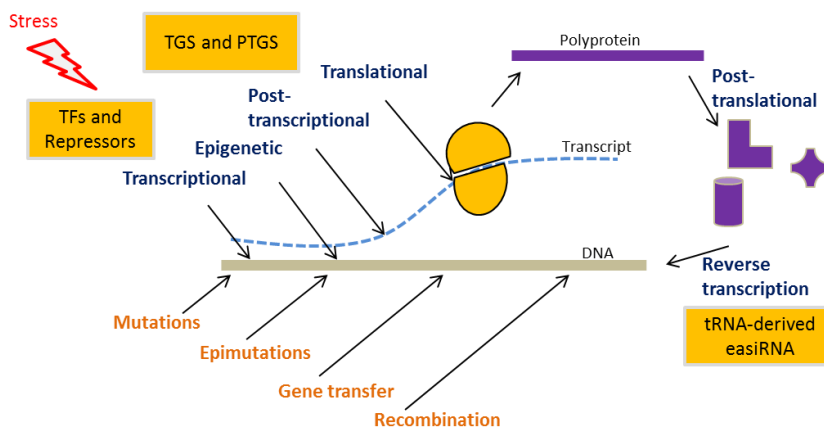 Stress
TGS and PTGS
Polyprotein
Translational
Post-
translational
Post-
transcriptional
TFs and
Repressors
Epigenetic
Transcript
Transcriptional
DNA
Reverse
transcription
Mutations
tRNA-derived
easiRNA
Epimutations
Gene transfer
Recombination